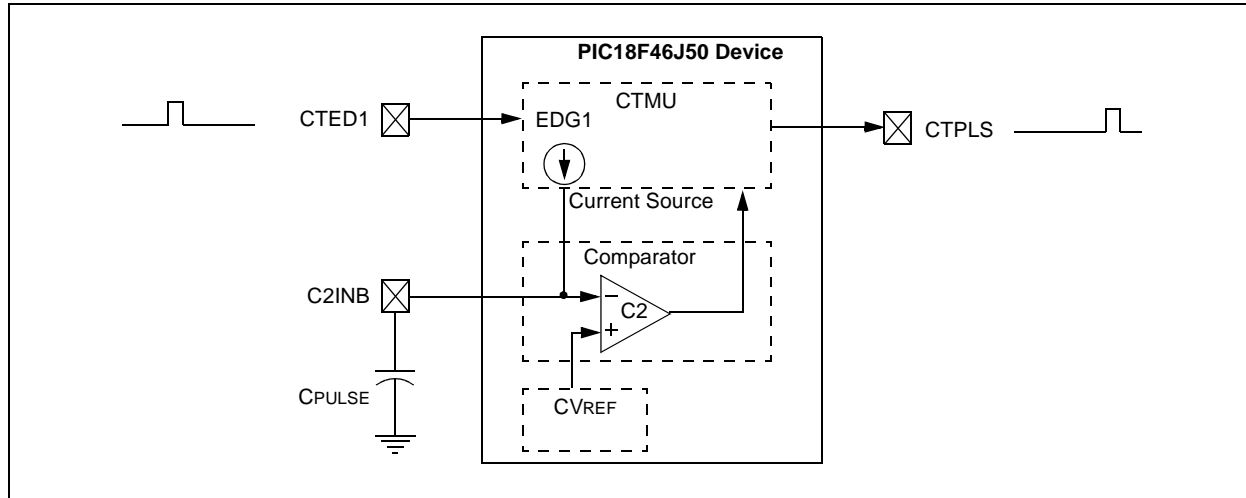 PIC18F46J50 Device
CTMU
CTED1
EDG1
CTPLS
Current Source
Comparator
C2INB
−
C2
+
CPULSE
CVREF